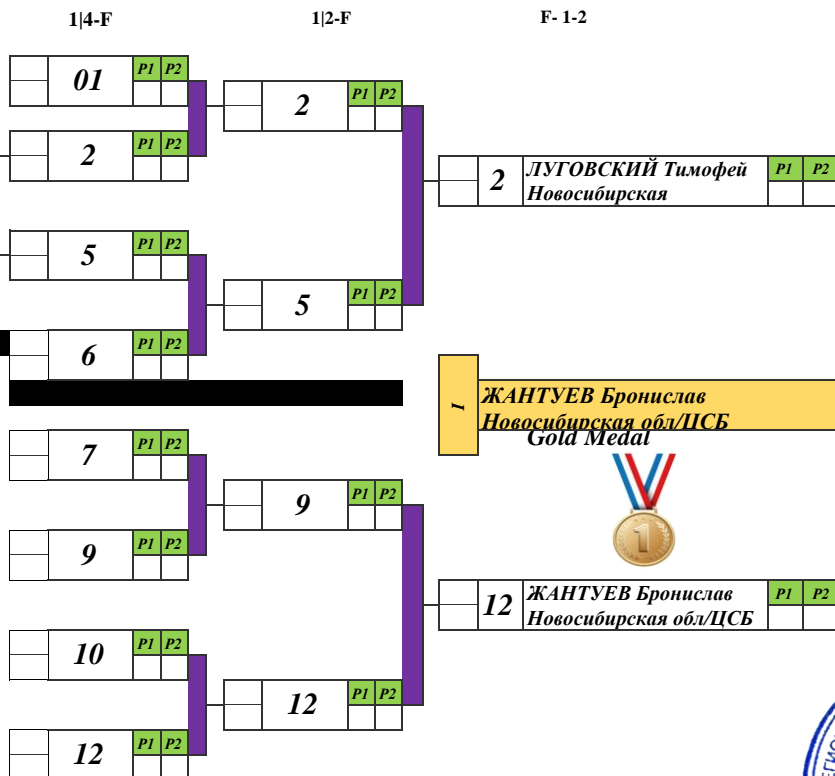 1|4-F
1|2-F
F- 1-2
01
P1 P2
2
P1 P2
5
P1 P2
6
P1 P2
7
P1 P2
9
P1 P2
10
P1 P2
12
P1 P2
2
P1 P2
5
P1 P2
9
P1 P2
12
P1 P2
2
ЛУГОВСКИЙ Тимофей
Новосибирская
P1 P2
I
ЖАНТУЕВ Бронислав
Новосибирская обл/ЦСБ
Gold Medal
1
12
ЖАНТУЕВ Бронислав
Новосибирская обл/ЦСБ
P1 P2